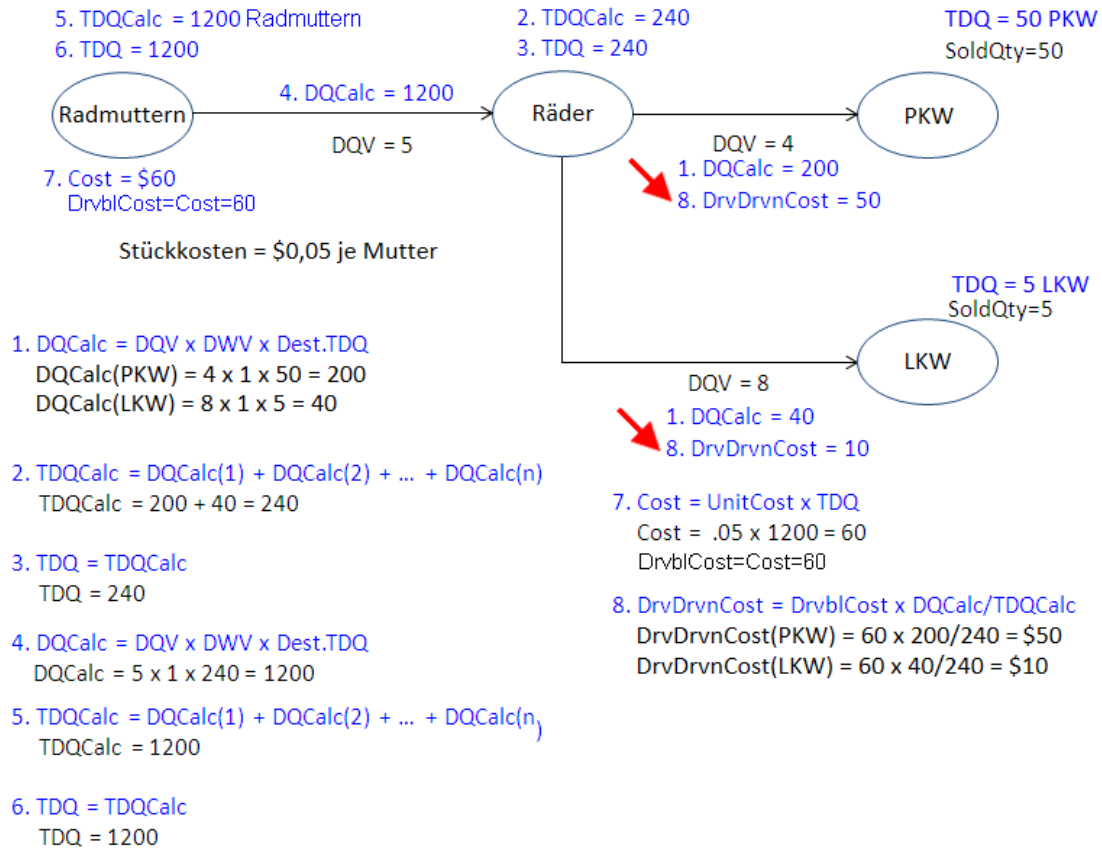 5. TDQCalc = 1200 Radmuttern
6. TDQ = 1200
2. TDQCalc = 240
3. TDQ = 240
TDQ = 50 PKW
SoldQty=50
Radmuttern
4. DQCalc = 1200
DQV = 5
Räder
DQV = 4
1. DQCalc = 200
8. DrvDrvnCost = 50
PKW
7. Cost = $60
DrvblCost=Cost=60
Stückkosten = $0,05 je Mutter
TDQ = 5 LKW
SoldQty=5
LKW
DQV = 8
1. DQCalc = 40
8. DrvDrvnCost = 10
1. DQCalc = DQV x DWV x Dest.TDQ
DQCalc(PKW) = 4 x 1 x 50 = 200
DQCalc(LKW) = 8 x 1 x 5 = 40
2. TDQCalc = DQCalc(1) + DQCalc(2) + ... + DQCalc(n)
TDQCalc = 200 + 40 = 240
3. TDQ = TDQCalc
TDQ = 240
4. DQCalc = DQV x DWV x Dest.TDQ
DQCalc = 5 x 1 x 240 = 1200
5. TDQCalc = DQCalc(1) + DQCalc(2) + ... + DQCalc(n)
TDQCalc = 1200
6. TDQ = TDQCalc
TDQ = 1200
7. Cost = UnitCost x TDQ
Cost = .05 x 1200 = 60
DrvblCost=Cost=60
8. DrvDrvnCost = DrvblCost x DQCalc/TDQCalc
DrvDrvnCost(PKW) = 60 x 200/240 = $50
DrvDrvnCost(LKW) = 60 x 40/240 = $10